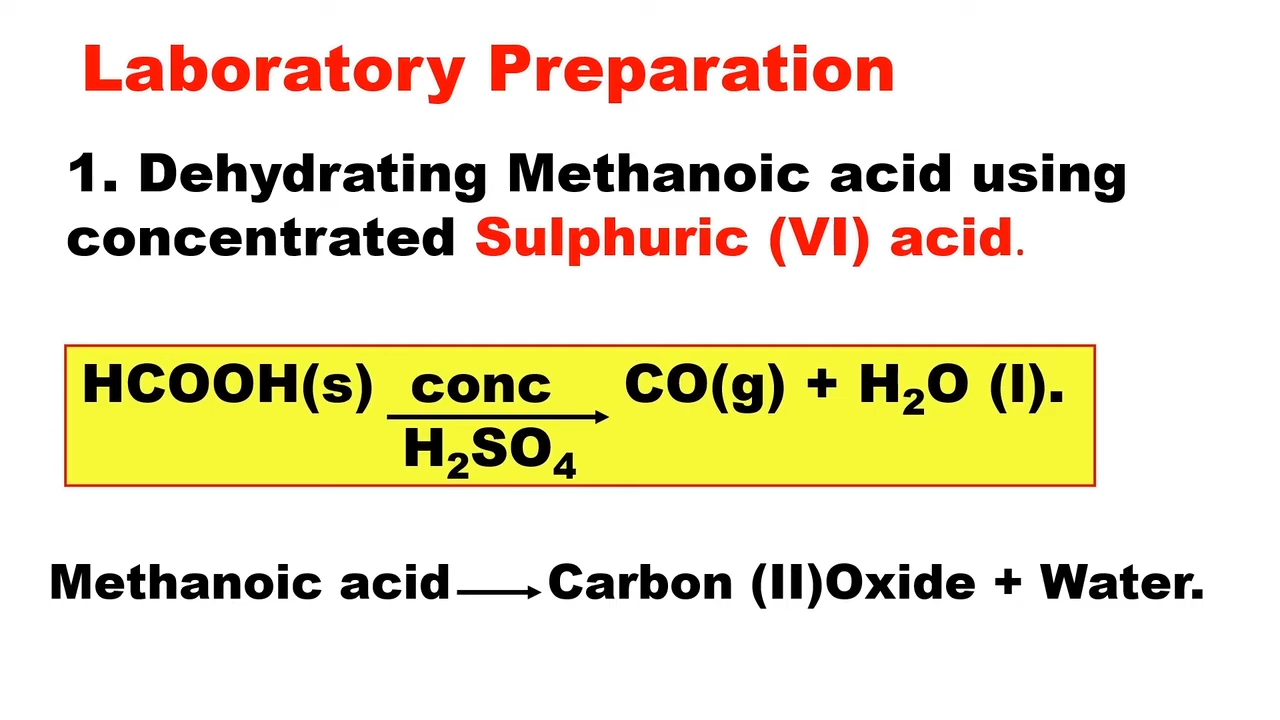 Laboratory Preparation
1. Dehydrating Methanoic acid using
concentrated Sulphuric (VI) acid.
HCOOH(s) conc CO(g) + H₂O (l).
H₂SO₄
Methanoic acid ⟶ Carbon (II)Oxide + Water.